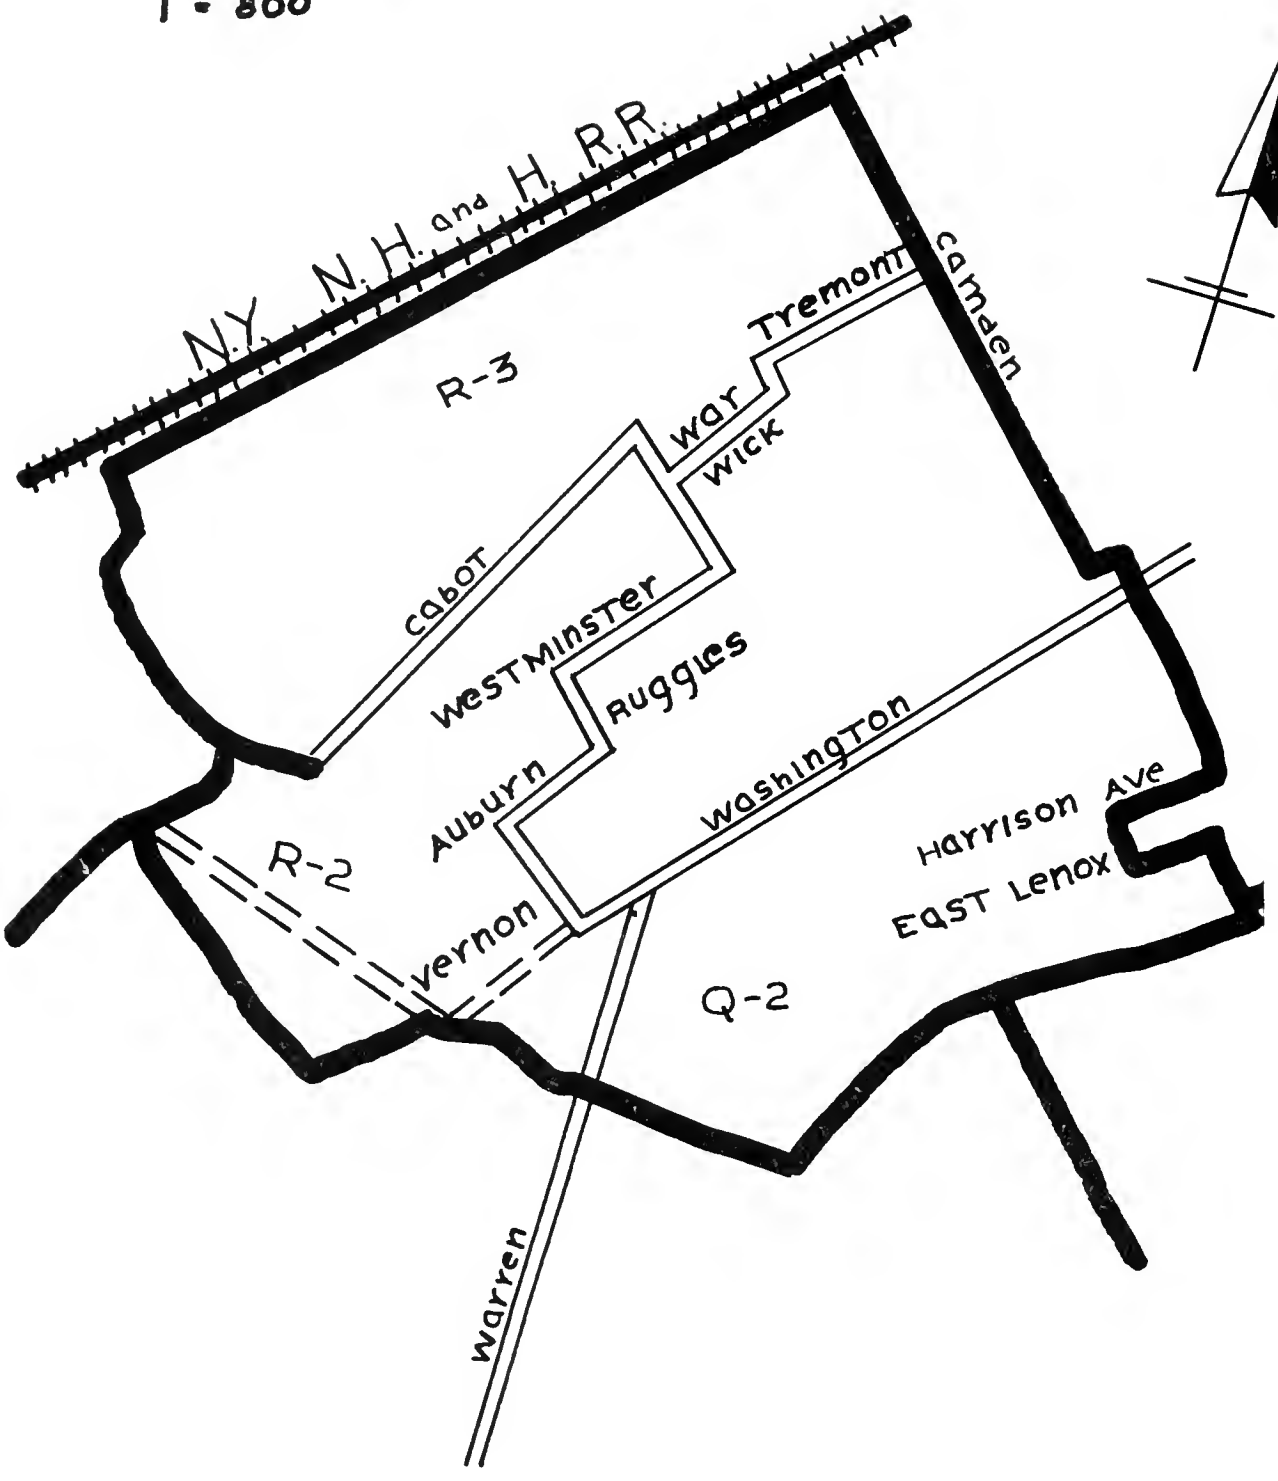 1 = 800
N.Y. N.H. and H. R.R.
camden
Tremont
R-3
war
wick
cabot
westminster
Ruggles
washington
Auburn
Harrison Ave
R-2
East Lenox
vernon
Q-2
warren